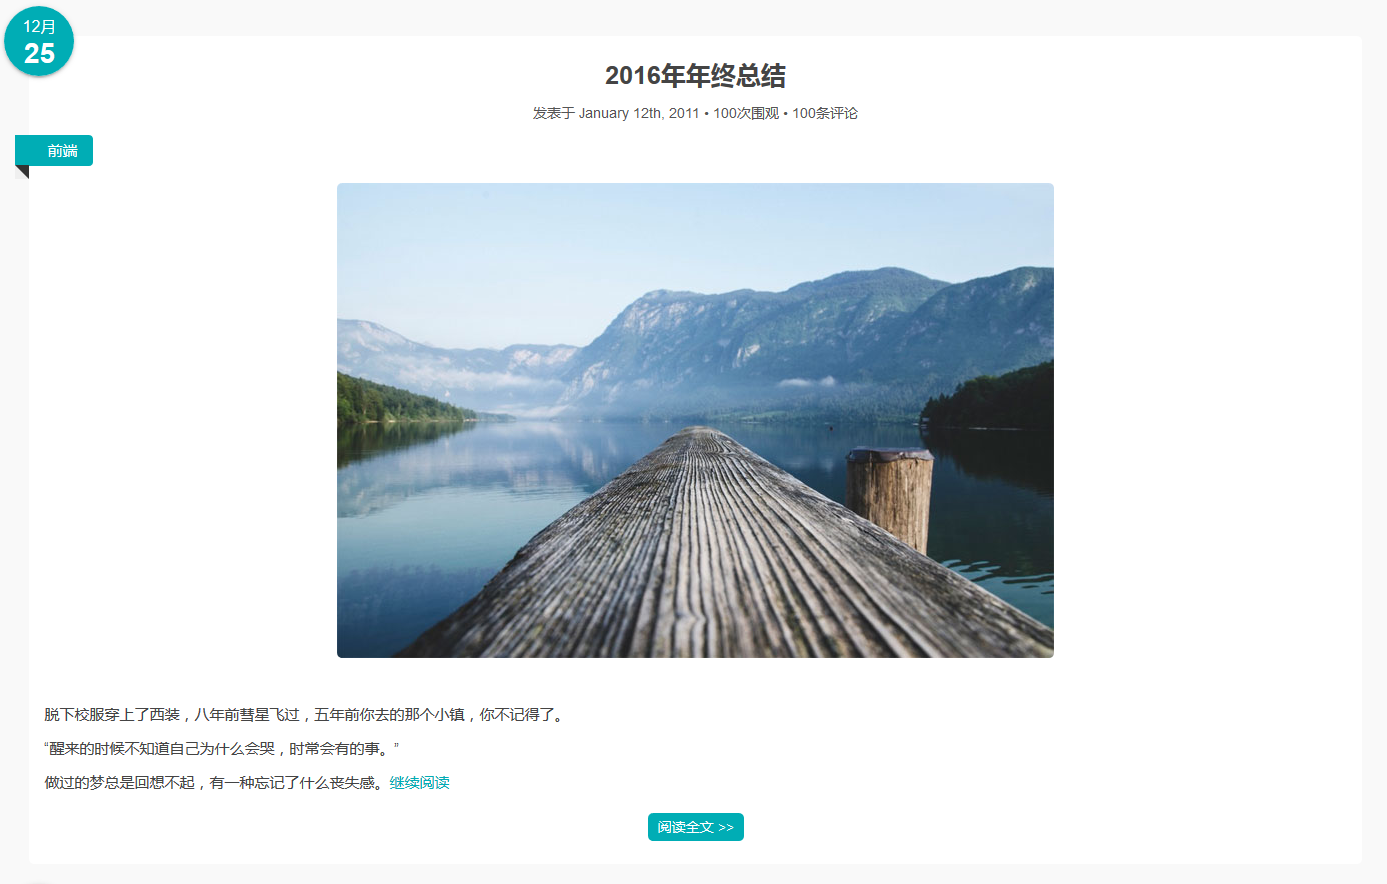 12月
25
2016年年终总结
发表于 January 12th, 2011 • 100次围观 • 100条评论
前端
脱下校服穿上了西装，八年前彗星飞过，五年前你去的那个小镇，你不记得了。
“醒来的时候不知道自己为什么会哭，时常会有的事。”
做过的梦总是回想不起，有一种忘记了什么丧失感。继续阅读
阅读全文 >>